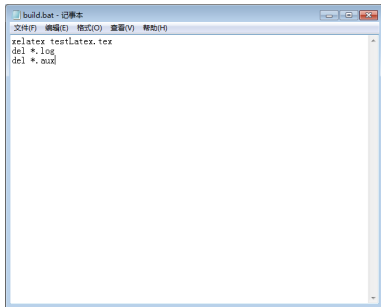 build.bat - 记事本
文件(F) 编辑(E) 格式(O) 查看(V) 帮助(H)
xelatex testLatex.tex
del *.log
del *.aux